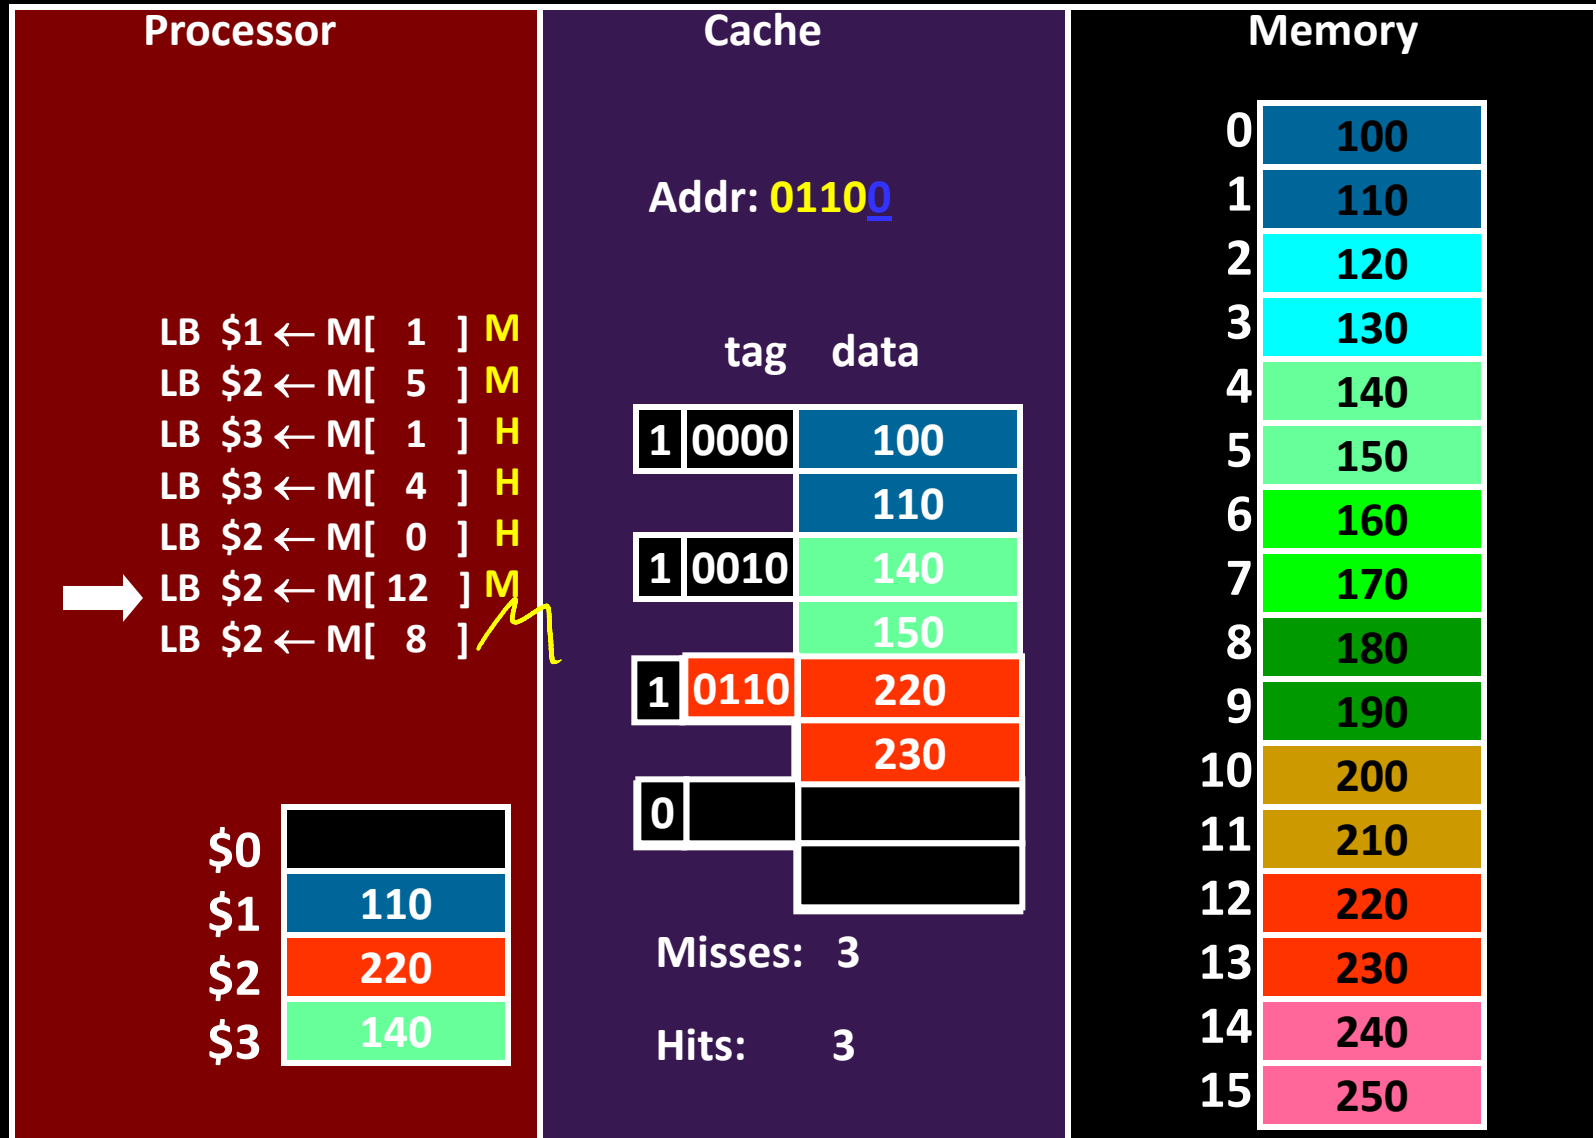 Processor
LB $1 ← M[ 1 ] M
LB $2 ← M[ 5 ] M
LB $3 ← M[ 1 ] H
LB $3 ← M[ 4 ] H
LB $2 ← M[ 0 ] H
LB $2 ← M[ 12 ] M
LB $2 ← M[ 8 ] M
$0
$1 110
$2 220
$3 140
Cache
Addr: 01100
tag data
1 0000 100
110
1 0010 140
150
1 0110 220
230
0
Misses: 3
Hits: 3
Memory
0 100
1 110
2 120
3 130
4 140
5 150
6 160
7 170
8 180
9 190
10 200
11 210
12 220
13 230
14 240
15 250